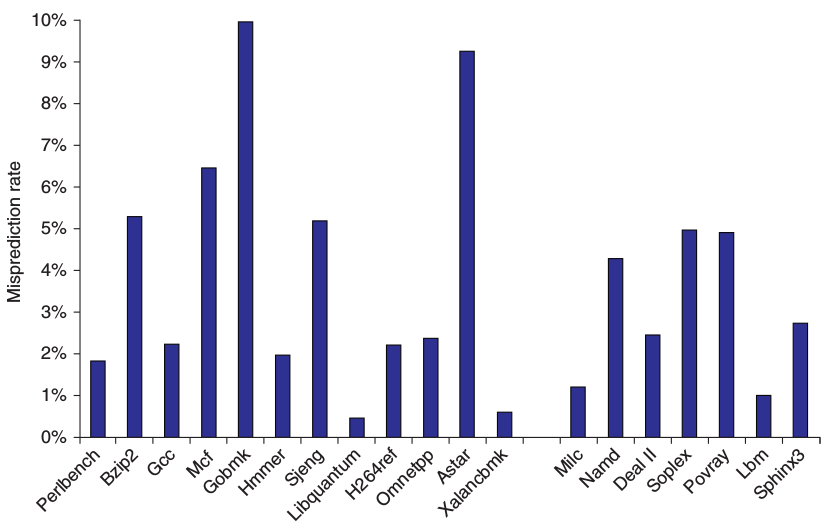 10%
9%
8%
7%
6%
5%
4%
3%
2%
1%
0%
Misprediction rate
Perlbench
Bzip2
Gcc
Mcf
Gobmk
Hmmer
Sjeng
Libquantum
H264ref
Omnetpp
Astar
Xalancbmk
Milc
Namd
Deal II
Soplex
Povray
Lbm
Sphinx3